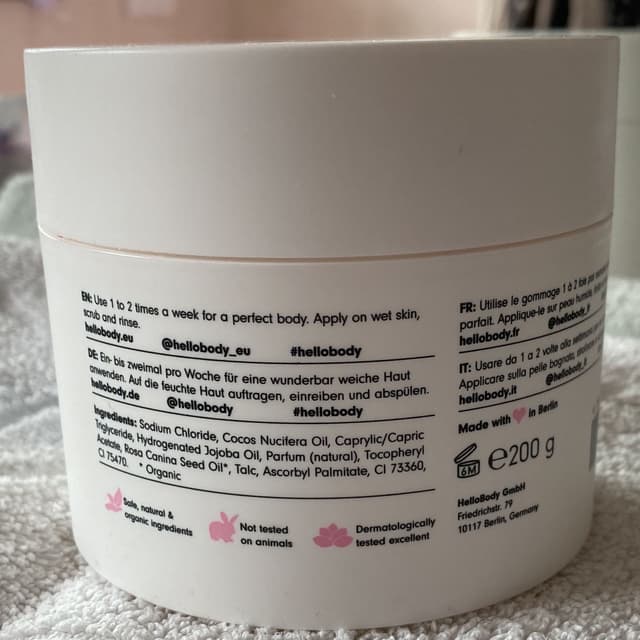 EN: Use 1 to 2 times a week for a perfect body. Apply on wet skin,
scrub and rinse.
hellobody.eu @hellobody_eu #hellobody
DE: Ein- bis zweimal pro Woche für eine wunderbar weiche Haut
anwenden. Auf die feuchte Haut auftragen, einreiben und abspülen.
hellobody.de @hellobody #hellobody
Ingredients: Sodium Chloride, Cocos Nucifera Oil, Caprylic/Capric
Triglyceride, Hydrogenated Jojoba Oil, Parfum (natural), Tocopheryl
Acetate, Rosa Canina Seed Oil*, Talc, Ascorbyl Palmitate, CI 73360,
CI 75470. * Organic
Safe, natural &
organic ingredients
Not tested
on animals
Dermatologically
tested excellent
FR: Utilise le gommage 1 à 2 fois par
parfait. Applique-le sur peau humide.
hellobody.fr
IT: Usare da 1 a 2 volte alla settimana
Applicare sulla pelle bagnata,
hellobody.it
Made with in Berlin
6M ℮200 g
HelloBody GmbH
Friedrichstr. 79
10117 Berlin, Germany